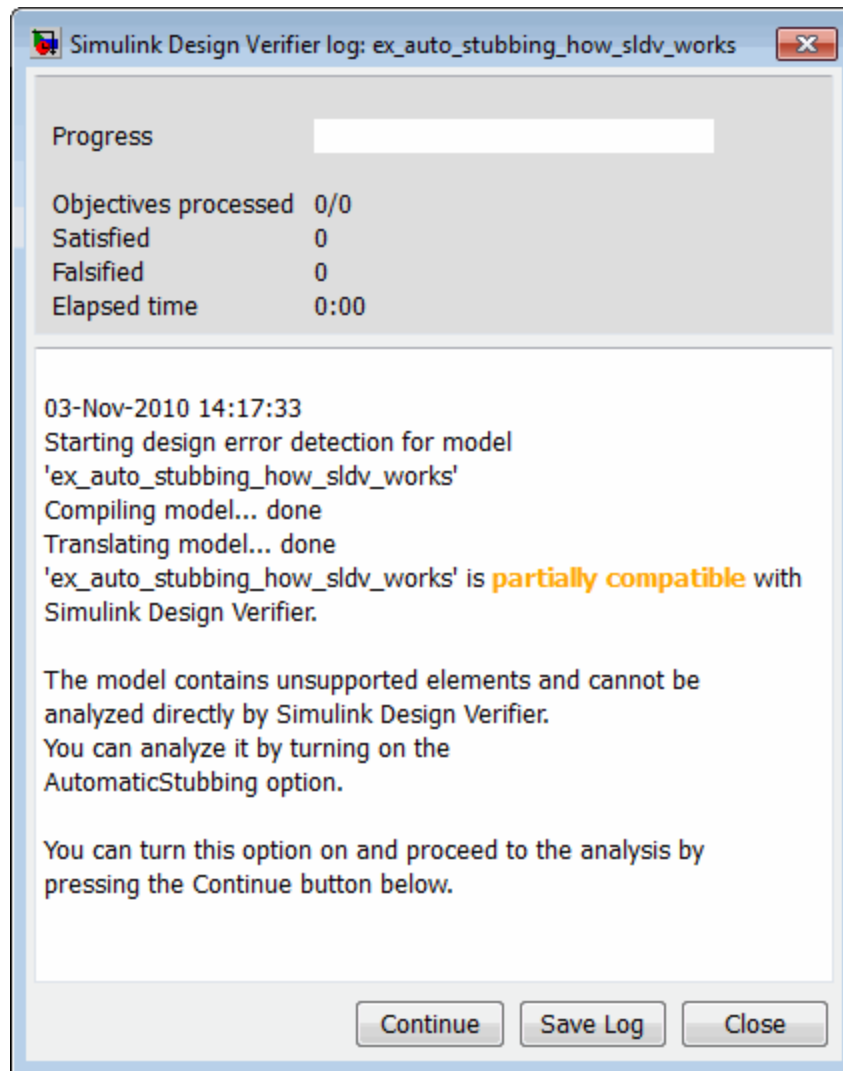 Simulink Design Verifier log: ex_auto_stubbing_how_sldv_works
Progress
Objectives processed 0/0
Satisfied 0
Falsified 0
Elapsed time 0:00
03-Nov-2010 14:17:33
Starting design error detection for model
'ex_auto_stubbing_how_sldv_works'
Compiling model... done
Translating model... done
'ex_auto_stubbing_how_sldv_works' is partially compatible with
Simulink Design Verifier.
The model contains unsupported elements and cannot be
analyzed directly by Simulink Design Verifier.
You can analyze it by turning on the
AutomaticStubbing option.
You can turn this option on and proceed to the analysis by
pressing the Continue button below.
Continue Save Log Close